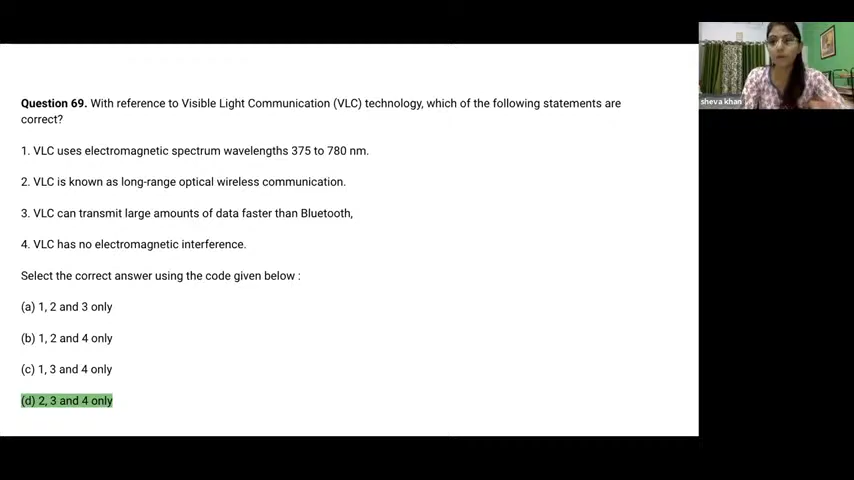 Question 69. With reference to Visible Light Communication (VLC) technology, which of the following statements are
correct?
1. VLC uses electromagnetic spectrum wavelengths 375 to 780 nm.
2. VLC is known as long-range optical wireless communication.
3. VLC can transmit large amounts of data faster than Bluetooth,
4. VLC has no electromagnetic interference.
Select the correct answer using the code given below :
(a) 1, 2 and 3 only
(b) 1, 2 and 4 only
(c) 1, 3 and 4 only
(d) 2, 3 and 4 only
sheva khan